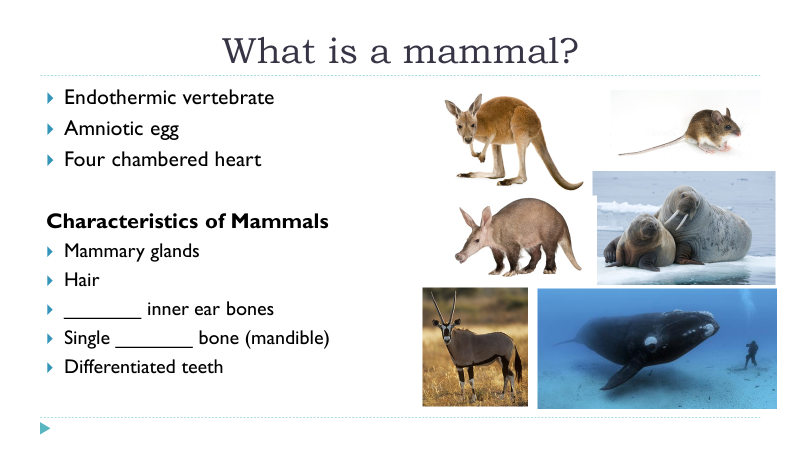 What is a mammal?
Endothermic vertebrate
Amniotic egg
Four chambered heart
Characteristics of Mammals
Mammary glands
Hair
________ inner ear bones
Single ________ bone (mandible)
Differentiated teeth